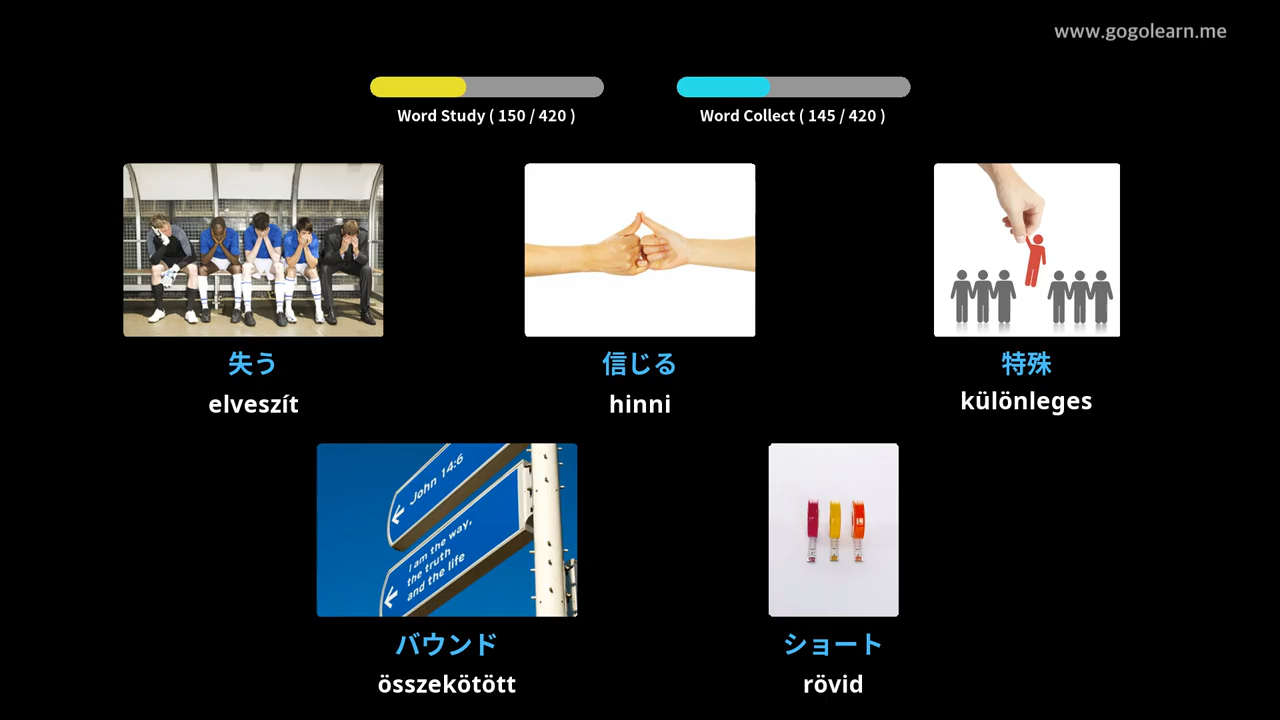 www.gogolearn.me
Word Study ( 150 / 420 )
Word Collect ( 145 / 420 )
失う
elveszít
信じる
hinni
特殊
különleges
John 14:6
I am the way,
the truth
and the life
バウンド
összekötött
ショート
rövid